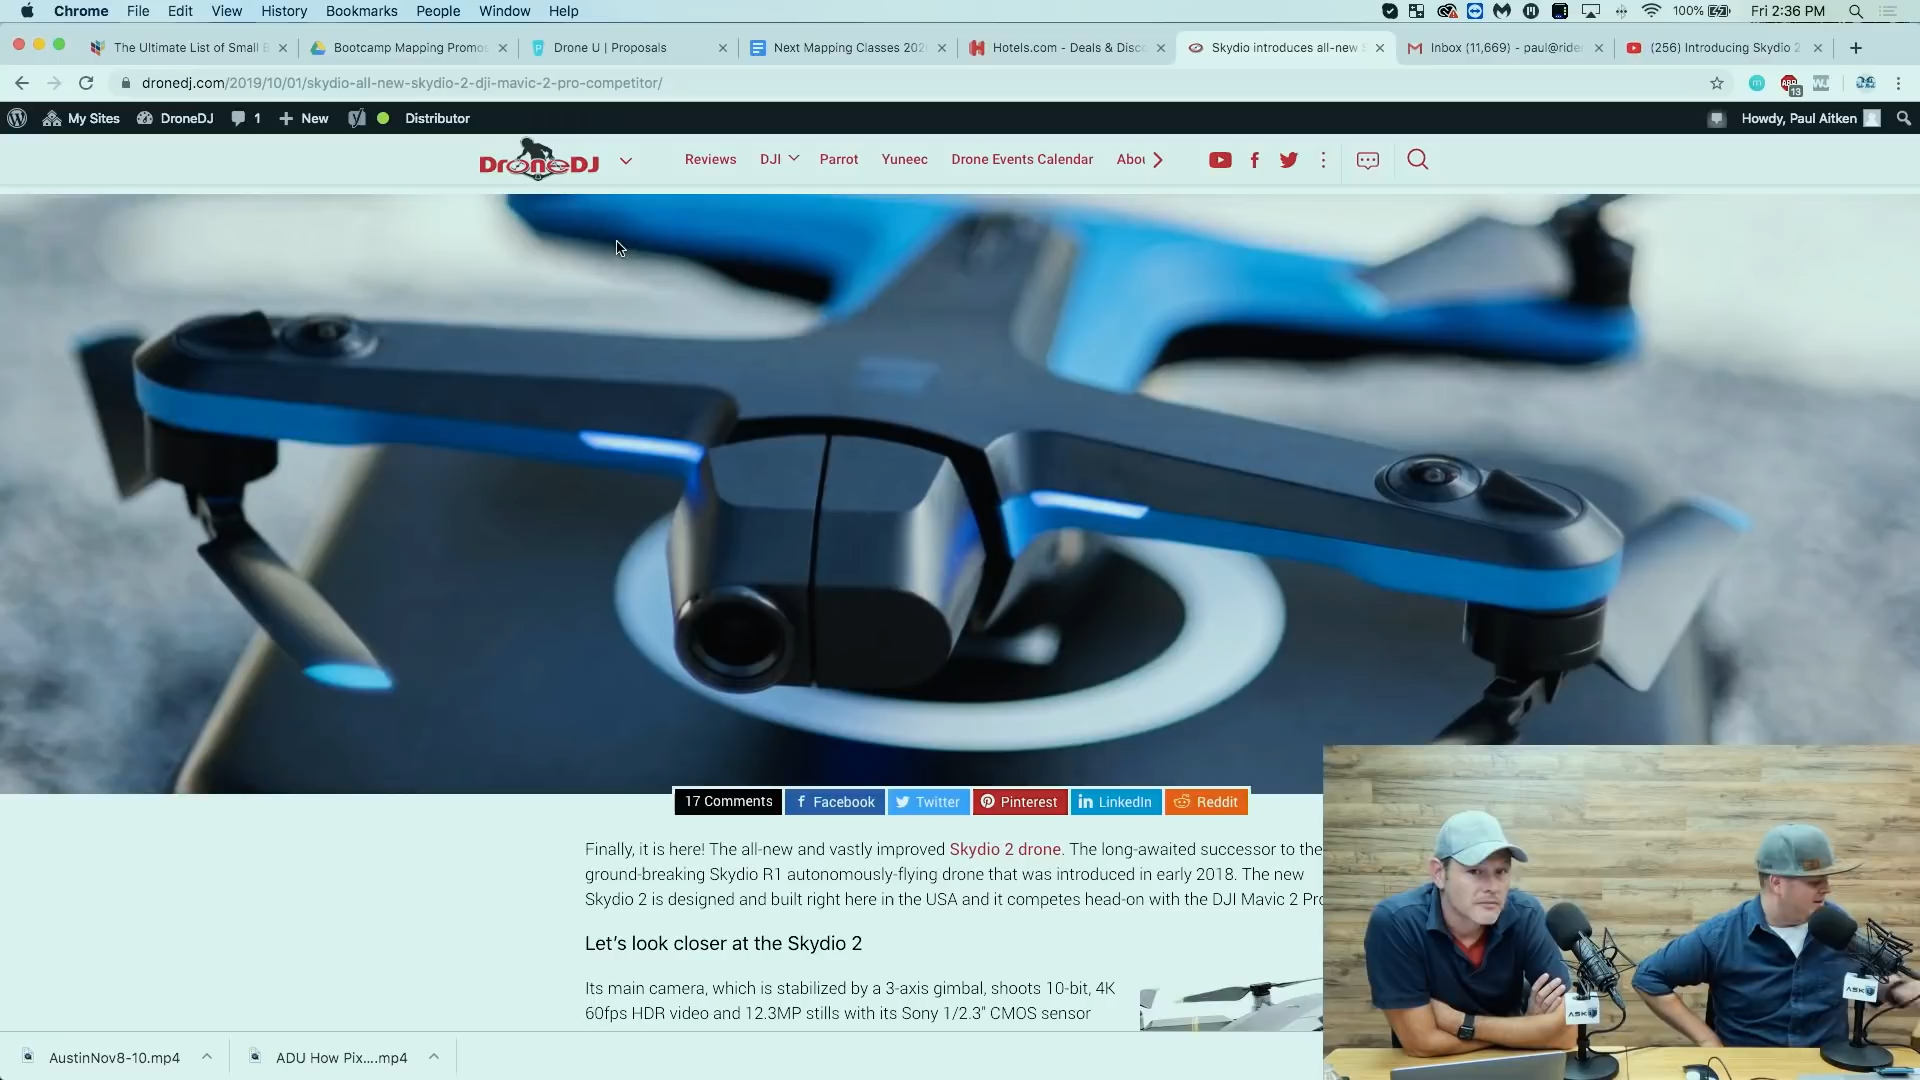 Chrome File Edit View History Bookmarks People Window Help 100% Fri 2:36 PM
The Ultimate List of Small B
Bootcamp Mapping Promo
Drone U | Proposals
Next Mapping Classes 202
Hotels.com - Deals & Disco
Skydio introduces all-new S
Inbox (11,669) - paul@ride
(256) Introducing Skydio 2
dronedj.com/2019/10/01/skydio-all-new-skydio-2-dji-mavic-2-pro-competitor/
ABP
13
My Sites DroneDJ 1 New Distributor Howdy, Paul Aitken
DRONEDJ Reviews DJI Parrot Yuneec Drone Events Calendar Abou
17 Comments Facebook Twitter Pinterest LinkedIn Reddit
Finally, it is here! The all-new and vastly improved Skydio 2 drone. The long-awaited successor to the
ground-breaking Skydio R1 autonomously-flying drone that was introduced in early 2018. The new
Skydio 2 is designed and built right here in the USA and it competes head-on with the DJI Mavic 2 Pro
Let's look closer at the Skydio 2
Its main camera, which is stabilized by a 3-axis gimbal, shoots 10-bit, 4K
60fps HDR video and 12.3MP stills with its Sony 1/2.3" CMOS sensor
ASK
ASK
AustinNov8-10.mp4 ADU How Pix....mp4